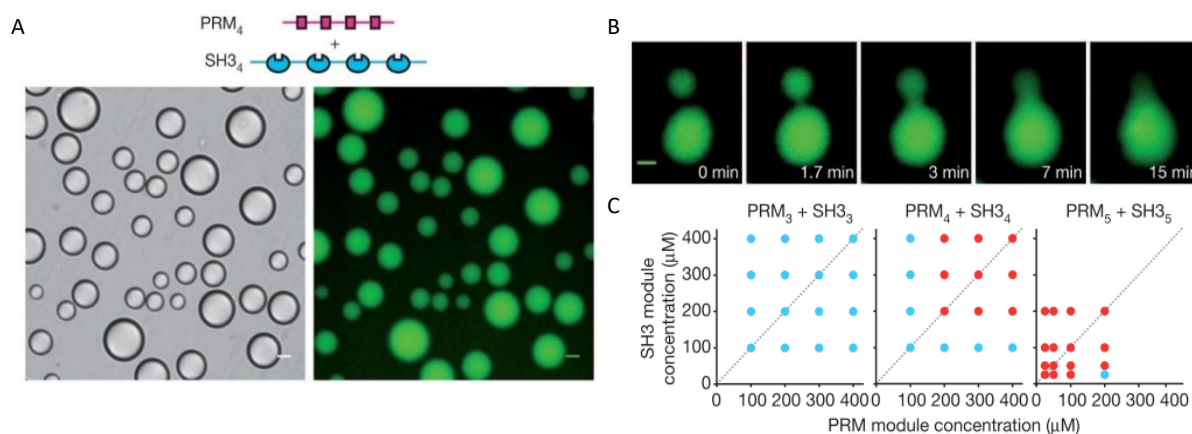 A
PRM4
+
SH34
B
0 min
1.7 min
3 min
7 min
15 min
C
PRM3 + SH33
PRM4 + SH34
PRM5 + SH35
SH3 module
concentration (μM)
400
300
200
100
0
0 100 200 300 400
0 100 200 300 400
0 100 200 300 400
PRM module concentration (μM)